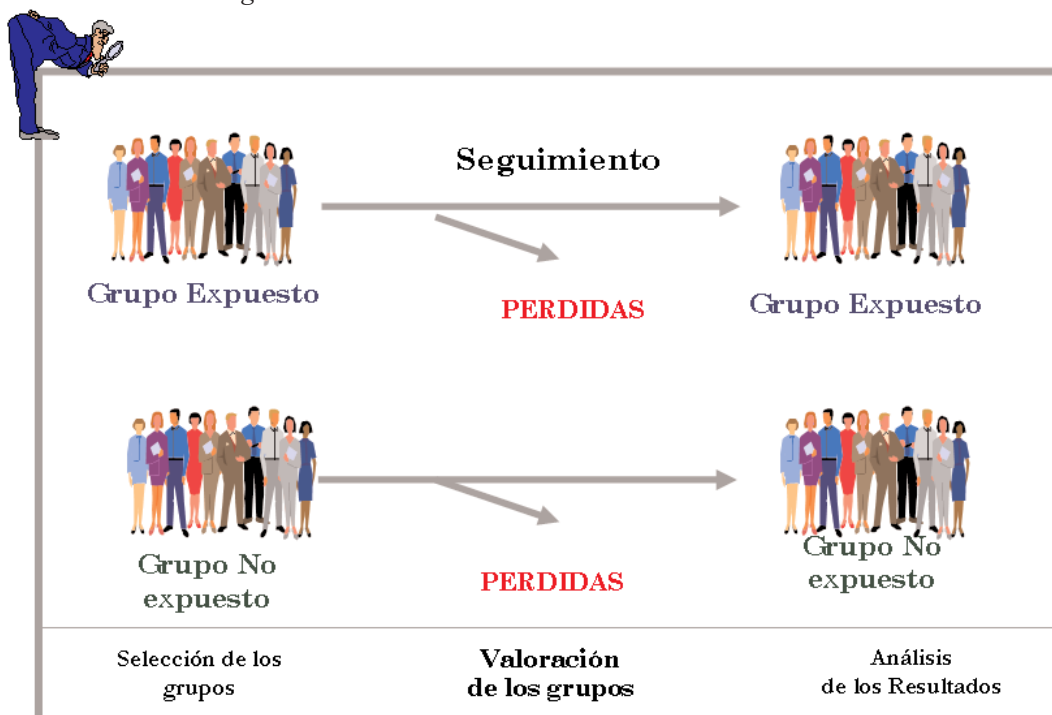 Seguimiento
Grupo Expuesto
PERDIDAS
Grupo Expuesto
Grupo No
expuesto
PERDIDAS
Grupo No
expuesto
Selección de los
grupos
Valoración
de los grupos
Análisis
de los Resultados